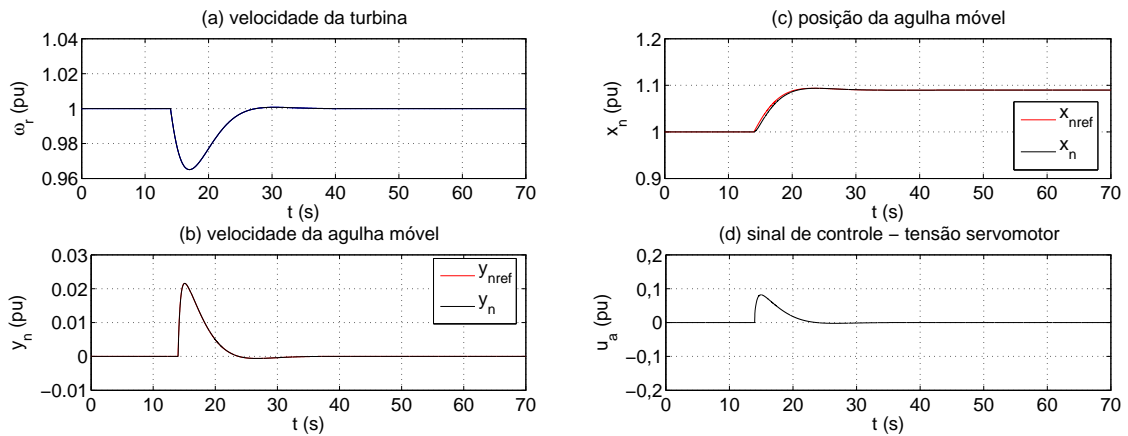 (a) velocidade da turbina
1.04
1.02
1
0.98
0.96
ω_r (pu)
0 10 20 30 40 50 60 70
t (s)
(c) posição da agulha móvel
1.2
1.1
1
0.9
x_n (pu)
x_nref
x_n
0 10 20 30 40 50 60 70
t (s)
(b) velocidade da agulha móvel
0.03
0.02
0.01
0
−0.01
y_n (pu)
y_nref
y_n
0 10 20 30 40 50 60 70
t (s)
(d) sinal de controle − tensão servomotor
0,2
0,1
0
−0,1
−0,2
u_a (pu)
0 10 20 30 40 50 60 70
t (s)